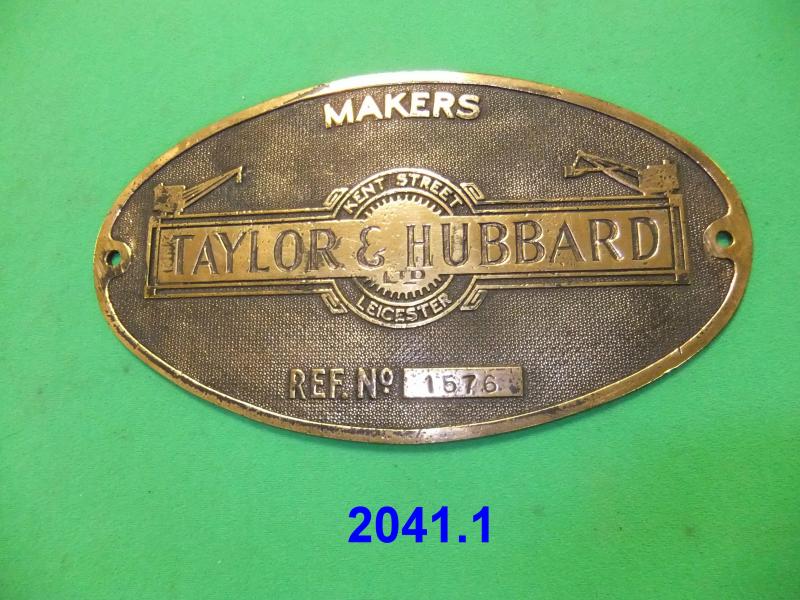 MAKERS
KENT STREET
TAYLOR & HUBBARD
LTD
LEICESTER
REF. No 1576
2041.1